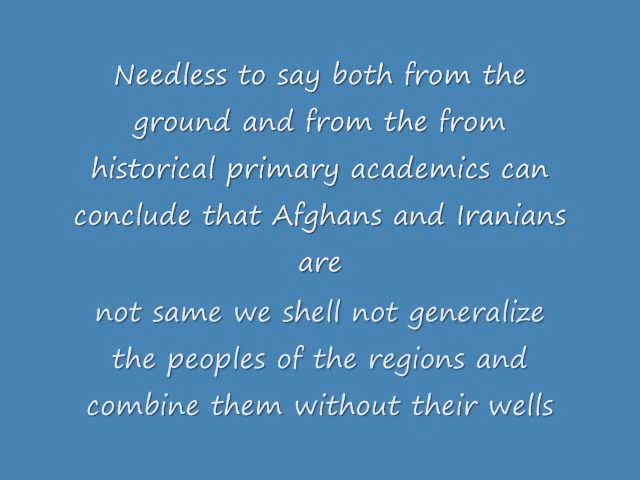 Needless to say both from the
ground and from the from
historical primary academics can
conclude that Afghans and Iranians
are
not same we shell not generalize
the peoples of the regions and
combine them without their wells